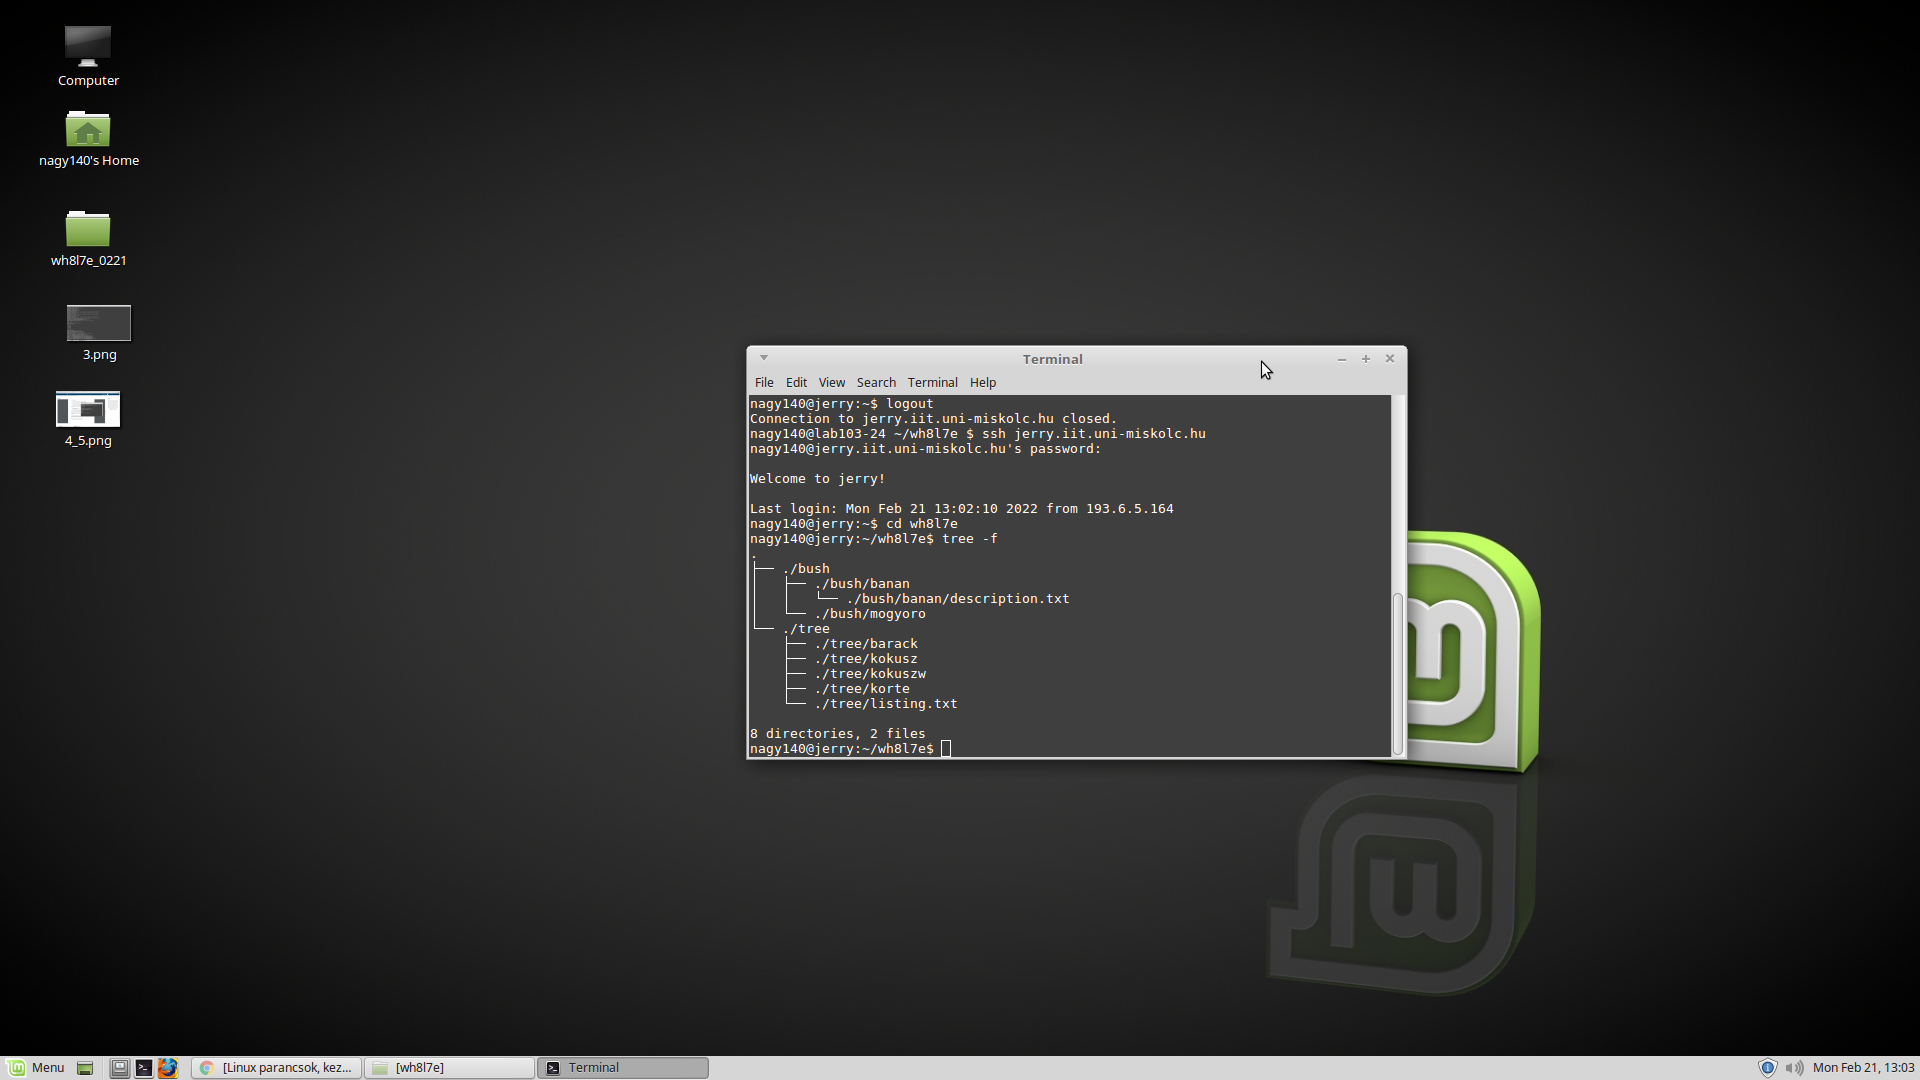 Computer
nagy140's Home
wh8l7e_0221
3.png
4_5.png
Terminal
File Edit View Search Terminal Help
nagy140@jerry:~$ logout
Connection to jerry.iit.uni-miskolc.hu closed.
nagy140@lab103-24 ~/wh8l7e $ ssh jerry.iit.uni-miskolc.hu
nagy140@jerry.iit.uni-miskolc.hu's password:
Welcome to jerry!
Last login: Mon Feb 21 13:02:10 2022 from 193.6.5.164
nagy140@jerry:~$ cd wh8l7e
nagy140@jerry:~/wh8l7e$ tree -f
.
├── ./bush
│   ├── ./bush/banan
│   │   └── ./bush/banan/description.txt
│   └── ./bush/mogyoro
└── ./tree
    ├── ./tree/barack
    ├── ./tree/kokusz
    ├── ./tree/kokuszw
    ├── ./tree/korte
    └── ./tree/listing.txt
8 directories, 2 files
nagy140@jerry:~/wh8l7e$
Menu [Linux parancsok, kez... [wh8l7e] Terminal Mon Feb 21, 13:03